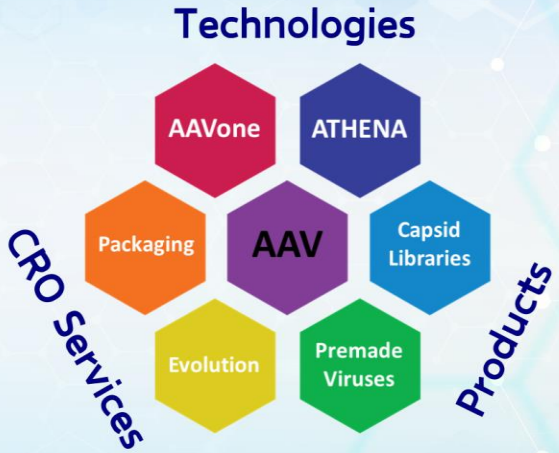 Technologies
AAVone
ATHENA
Packaging
AAV
Capsid
Libraries
Evolution
Premade
Viruses
CRO Services
Products